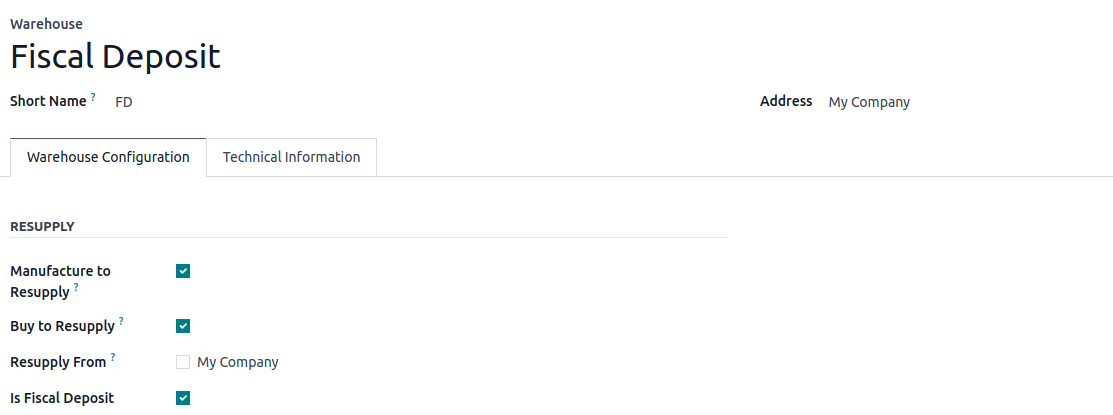 Warehouse
Fiscal Deposit
Short Name ? FD
Address My Company
Warehouse Configuration
Technical Information
RESUPPLY
Manufacture to
Resupply ?
Buy to Resupply ?
Resupply From ? My Company
Is Fiscal Deposit